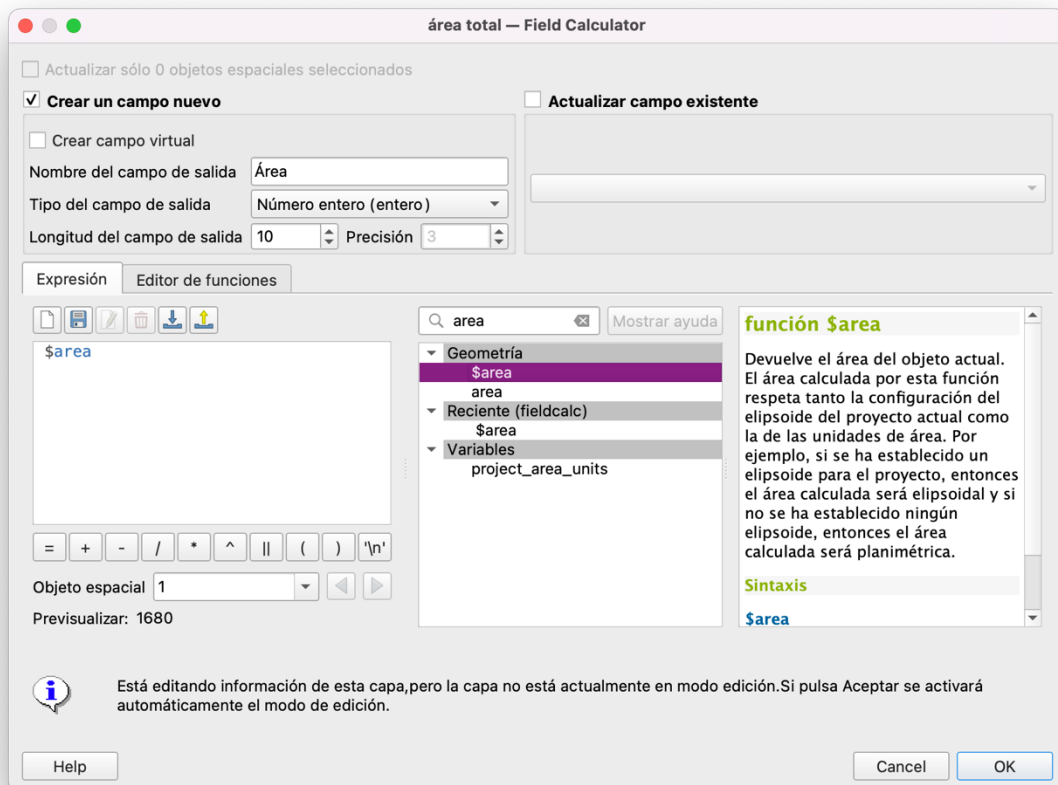 área total — Field Calculator
Actualizar sólo 0 objetos espaciales seleccionados
Crear un campo nuevo
Actualizar campo existente
Crear campo virtual
Nombre del campo de salida Área
Tipo del campo de salida Número entero (entero)
Longitud del campo de salida 10 Precisión 3
Expresión Editor de funciones
$area
= + - / * ^ || ( ) '\n'
Objeto espacial 1
Previsualizar: 1680
area Mostrar ayuda
Geometría
$area
area
Reciente (fieldcalc)
$area
Variables
project_area_units
función $area
Devuelve el área del objeto actual.
El área calculada por esta función
respeta tanto la configuración del
elipsoide del proyecto actual como
la de las unidades de área. Por
ejemplo, si se ha establecido un
elipsoide para el proyecto, entonces
el área calculada será elipsoidal y si
no se ha establecido ningún
elipsoide, entonces el área
calculada será planimétrica.
Sintaxis
$area
Está editando información de esta capa,pero la capa no está actualmente en modo edición.Si pulsa Aceptar se activará
automáticamente el modo de edición.
Help Cancel OK